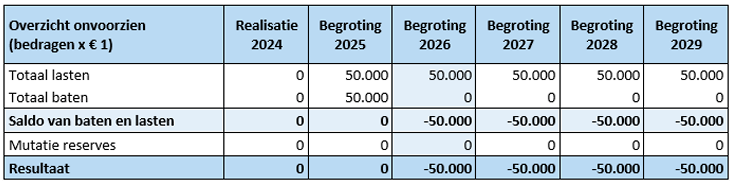 Overzicht onvoorzien Realisatie Begroting Begroting Begroting Begroting Begroting
(bedragen x € 1) 2024 2025 2026 2027 2028 2029
Totaal lasten 0 50.000 50.000 50.000 50.000 50.000
Totaal baten 0 50.000 0 0 0 0
Saldo van baten en lasten 0 0 -50.000 -50.000 -50.000 -50.000
Mutatie reserves 0 0 0 0 0 0
Resultaat 0 0 -50.000 -50.000 -50.000 -50.000